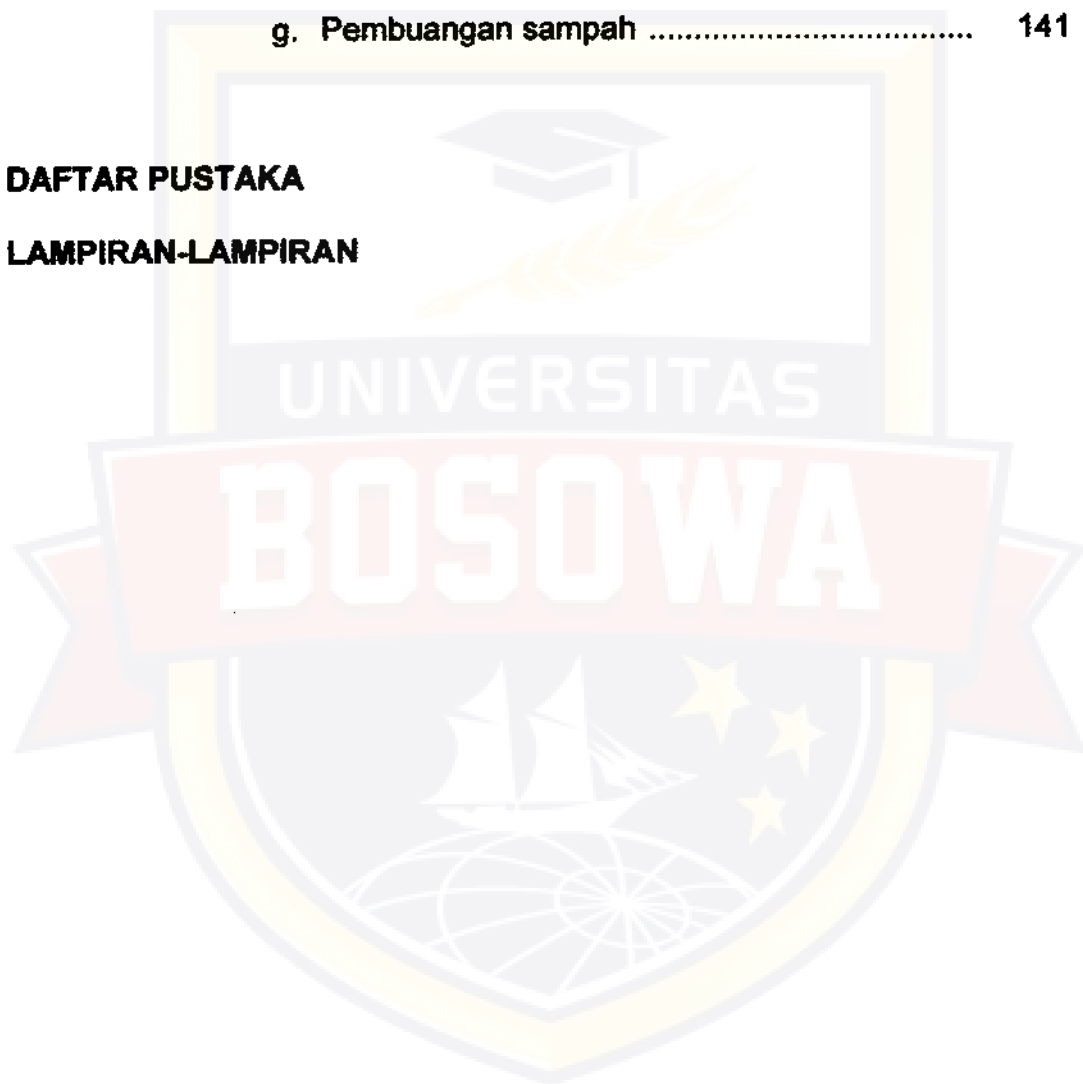 g. Pembuangan sampah .................................... 141
DAFTAR PUSTAKA
LAMPIRAN-LAMPIRAN
UNIVERSITAS
BOSOWA